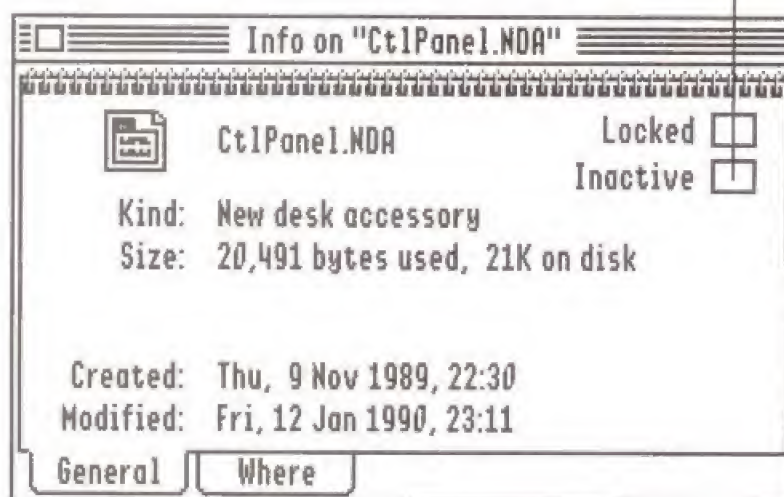 Info on "CtlPanel.NDA"
CtlPanel.NDA
Locked
Inactive
Kind: New desk accessory
Size: 20,491 bytes used, 21K on disk
Created: Thu, 9 Nov 1989, 22:30
Modified: Fri, 12 Jan 1990, 23:11
General Where